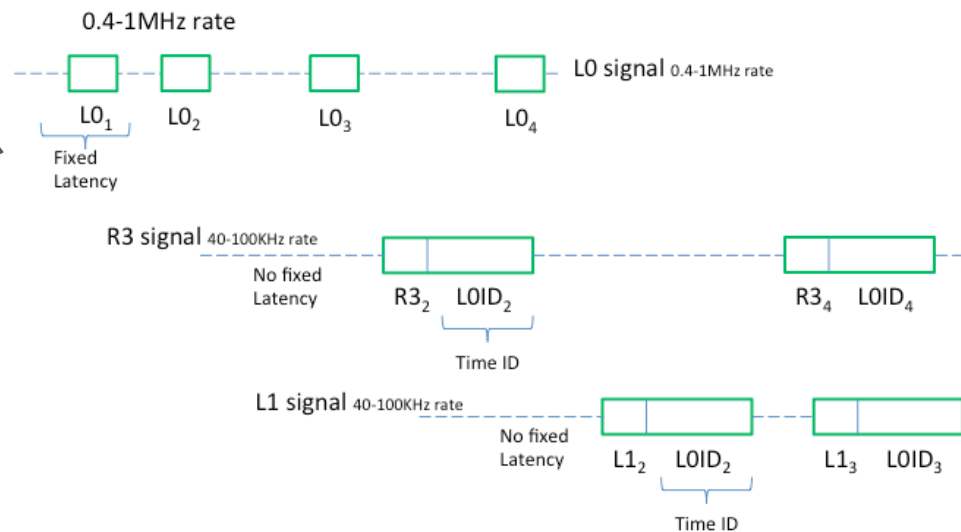 0.4-1MHz rate
L0 signal 0.4-1MHz rate
L0₁ L0₂ L0₃ L0₄
Fixed
Latency
R3 signal 40-100KHz rate
No fixed
Latency
R3₂ L0ID₂ R3₄ L0ID₄
Time ID
L1 signal 40-100KHz rate
No fixed
Latency
L1₂ L0ID₂ L1₃ L0ID₃
Time ID